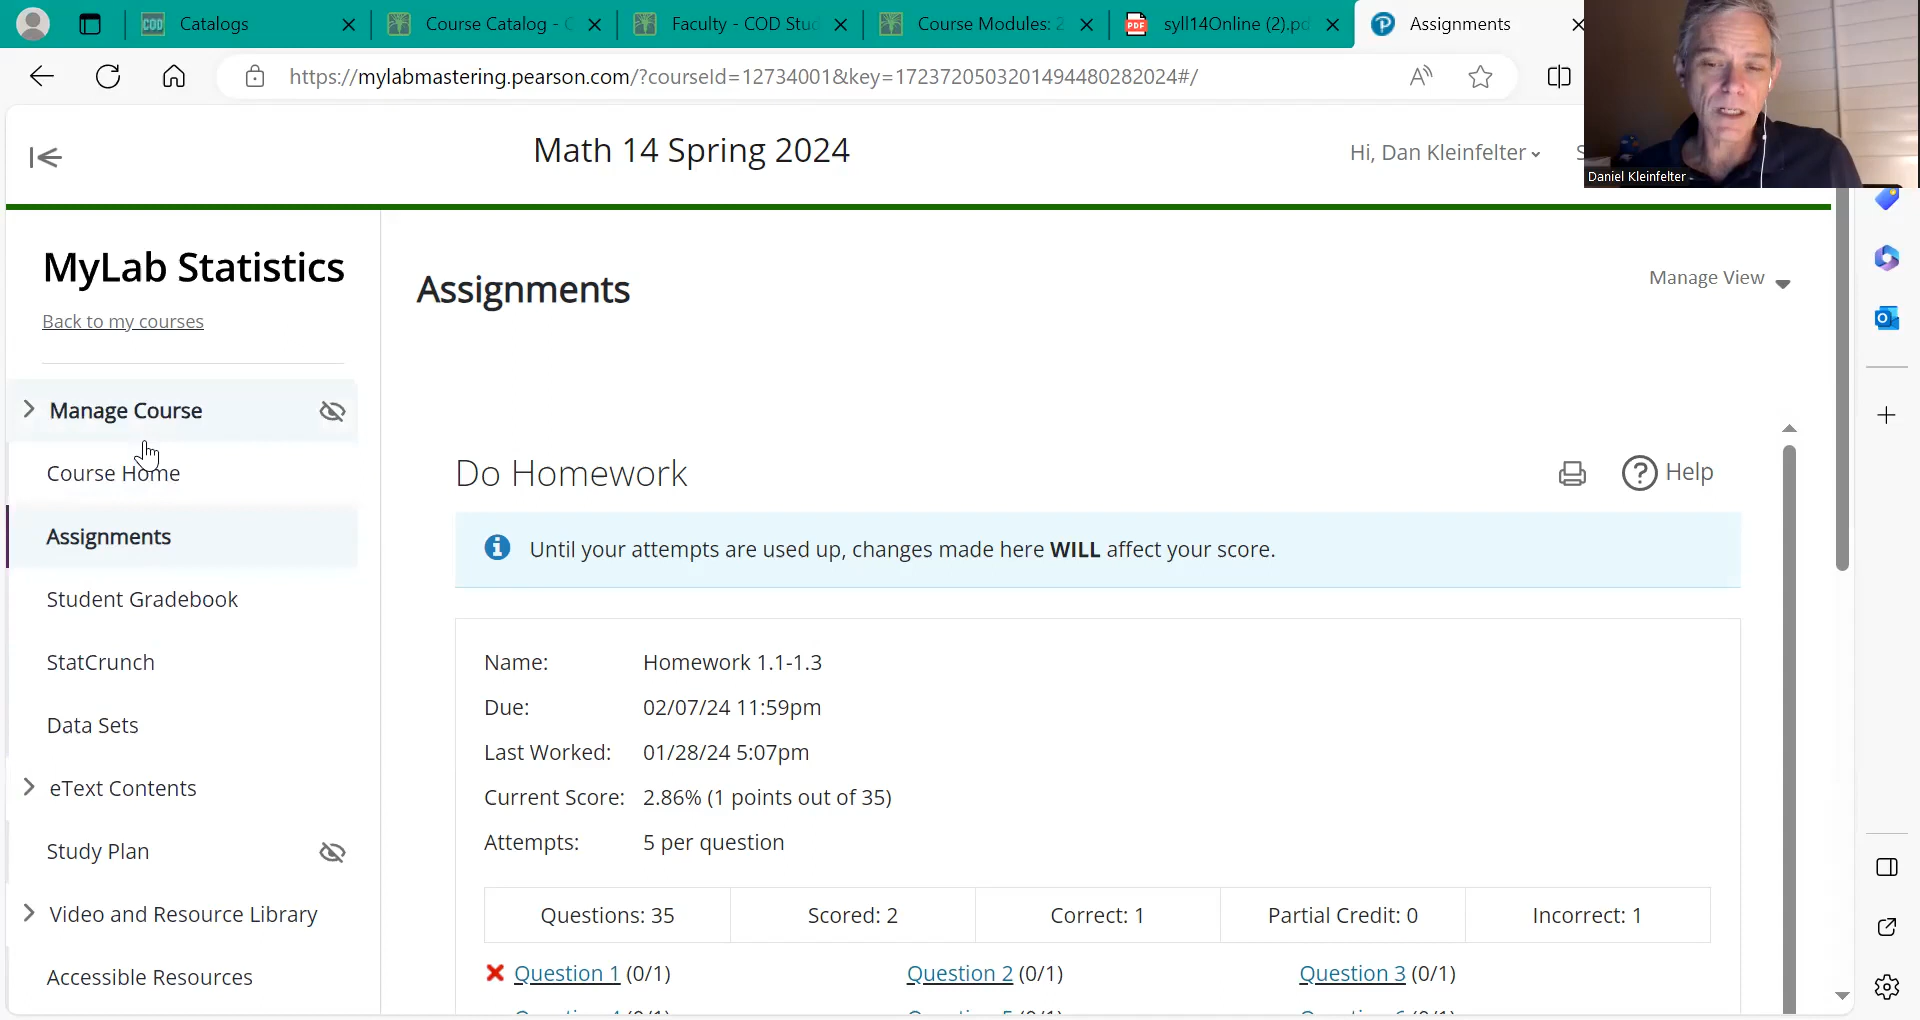 COD Catalogs
Course Catalog - C
Faculty - COD Stud
Course Modules: 2
PDF syll14Online (2).pd
Assignments
https://mylabmastering.pearson.com/?courseId=12734001&key=1723720503201494480282024#/
Math 14 Spring 2024
Hi, Dan Kleinfelter
S
Daniel Kleinfelter
MyLab Statistics
Back to my courses
Manage Course
Course Home
Assignments
Student Gradebook
StatCrunch
Data Sets
eText Contents
Study Plan
Video and Resource Library
Accessible Resources
Assignments
Manage View
Do Homework
? Help
Until your attempts are used up, changes made here WILL affect your score.
Name: Homework 1.1-1.3
Due: 02/07/24 11:59pm
Last Worked: 01/28/24 5:07pm
Current Score: 2.86% (1 points out of 35)
Attempts: 5 per question
Questions: 35 Scored: 2 Correct: 1 Partial Credit: 0 Incorrect: 1
Question 1 (0/1) Question 2 (0/1) Question 3 (0/1)